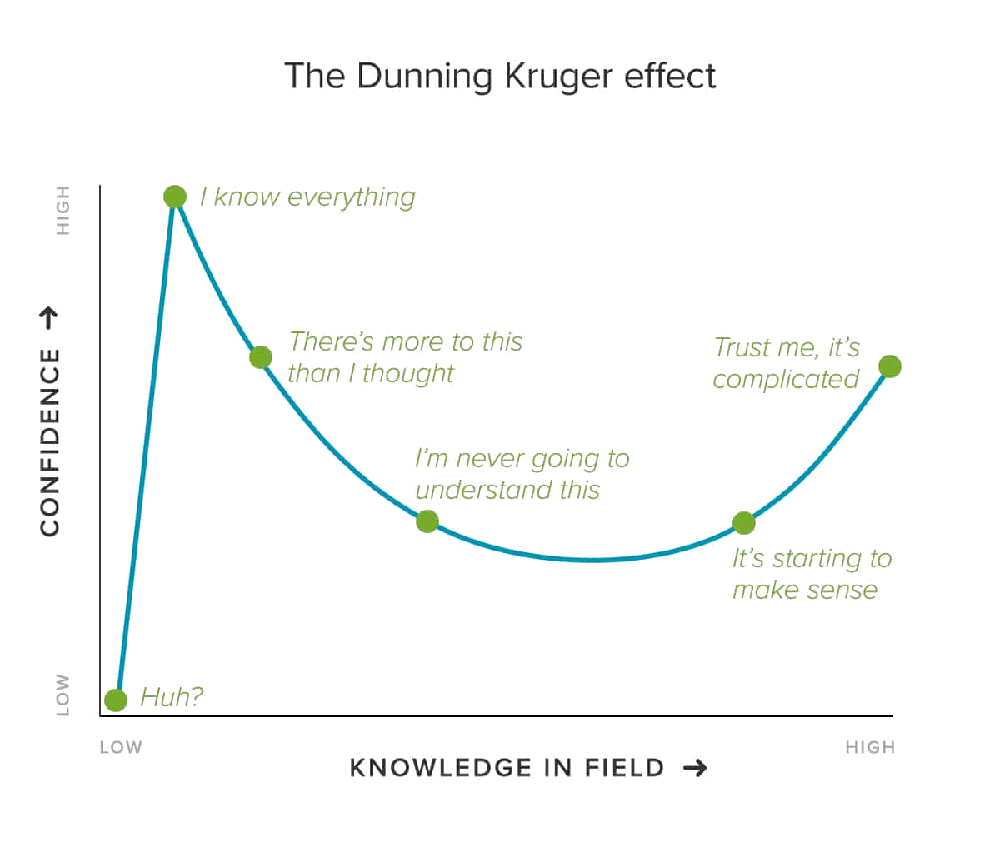 The Dunning Kruger effect
HIGH
I know everything
CONFIDENCE →
There's more to this
than I thought
Trust me, it's
complicated
I'm never going to
understand this
It's starting to
make sense
LOW
Huh?
LOW
HIGH
KNOWLEDGE IN FIELD →